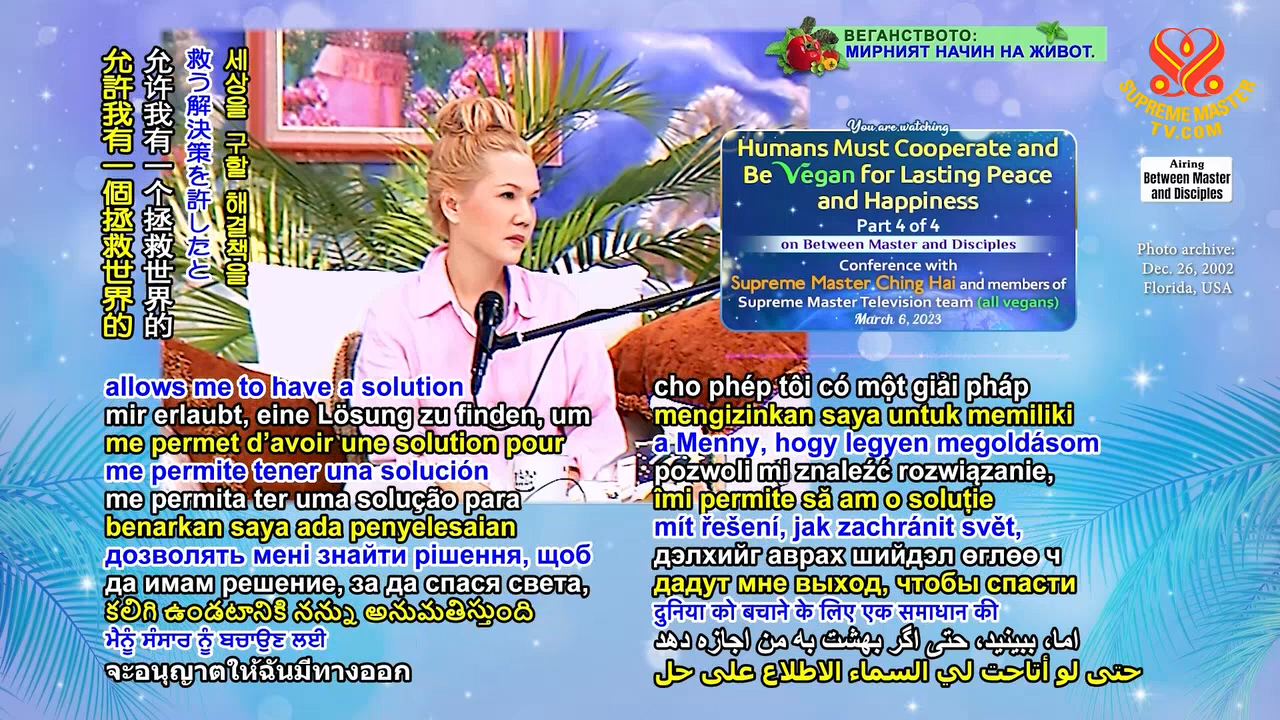 ВЕГАНСТВОТО:
МИРНИЯТ НАЧИН НА ЖИВОТ.
SUPREME MASTER
TV.COM
Airing
Between Master
and Disciples
Photo archive:
Dec. 26, 2002
Florida, USA
You are watching
Humans Must Cooperate and
Be Vegan for Lasting Peace
and Happiness
Part 4 of 4
on Between Master and Disciples
Conference with
Supreme Master Ching Hai and members of
Supreme Master Television team (all vegans)
March 6, 2023
세상을 구할 해결책을
救う解決策を許したと
允许我有一个拯救世界的
允許我有一個拯救世界的
allows me to have a solution
mir erlaubt, eine Lösung zu finden, um
me permet d’avoir une solution pour
me permite tener una solución
me permita ter uma solução para
benarkan saya ada penyelesaian
дозволять мені знайти рішення, щоб
да имам решение, за да спася света,
కలిగి ఉండటానికి నన్ను అనుమతిస్తుంది
ਮੈਨੂੰ ਸੰਸਾਰ ਨੂੰ ਬਚਾਉਣ ਲਈ
จะอนุญาตให้ฉันมีทางออก
cho phép tôi có một giải pháp
mengizinkan saya untuk memiliki
a Menny, hogy legyen megoldásom
pozwoli mi znaleźć rozwiązanie,
îmi permite să am o soluție
mít řešení, jak zachránit svět,
дэлхийг аврах шийдэл өглөө ч
дадут мне выход, чтобы спасти
दुनिया को बचाने के लिए एक समाधान की
اما، ببینید، حتی اگر بهشت به من اجازه دهد
حتى لو أتاحت لي السماء الاطلاع على حل